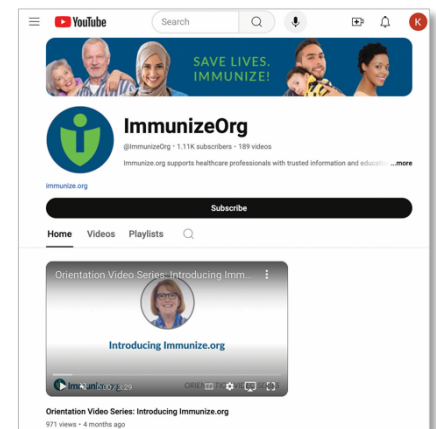 YouTube
Search
K
SAVE LIVES.
IMMUNIZE!
ImmunizeOrg
@ImmunizeOrg • 1.11K subscribers • 189 videos
Immunize.org supports healthcare professionals with trusted information and ...more
immunize.org
Subscribe
Home Videos Playlists
Orientation Video Series: Introducing Imm...
Introducing Immunize.org
Orientation Video Series: Introducing Immunize.org
971 views • 4 months ago